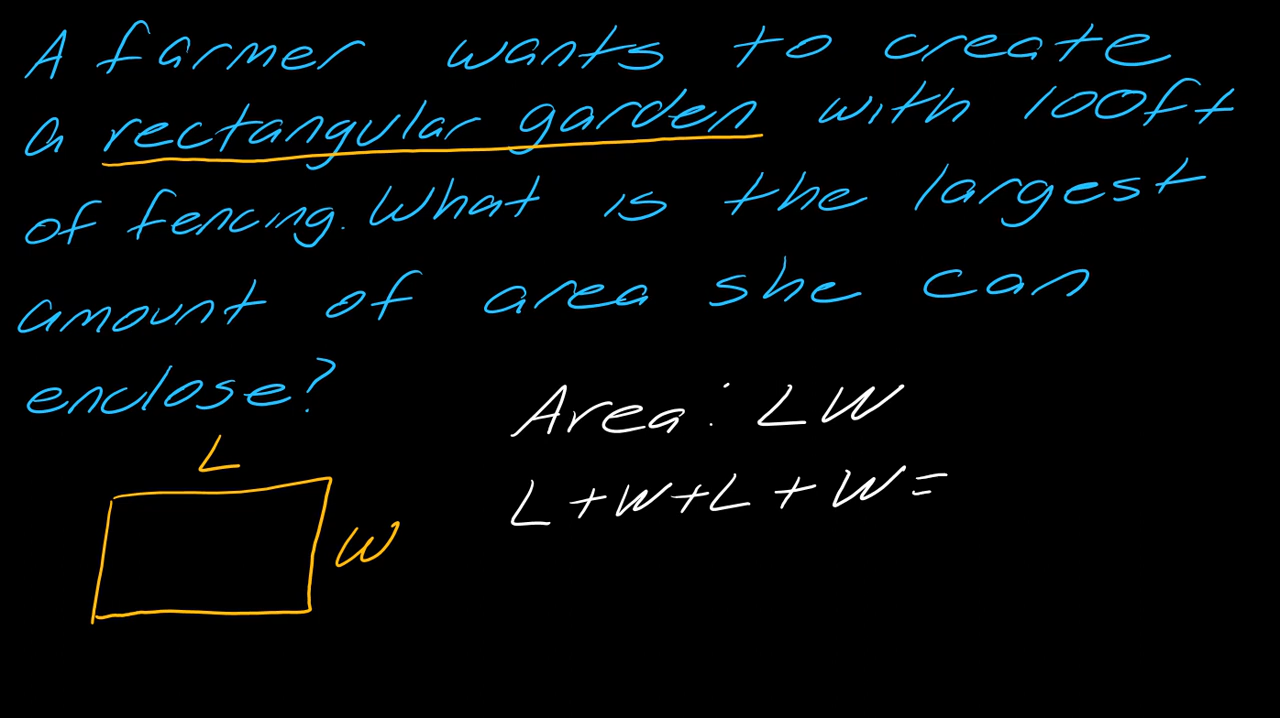 A farmer wants to create
a rectangular garden with 100ft
of fencing. What is the largest
amount of area she can
enclose?
Area: LW
L
L+W+L+W=
W